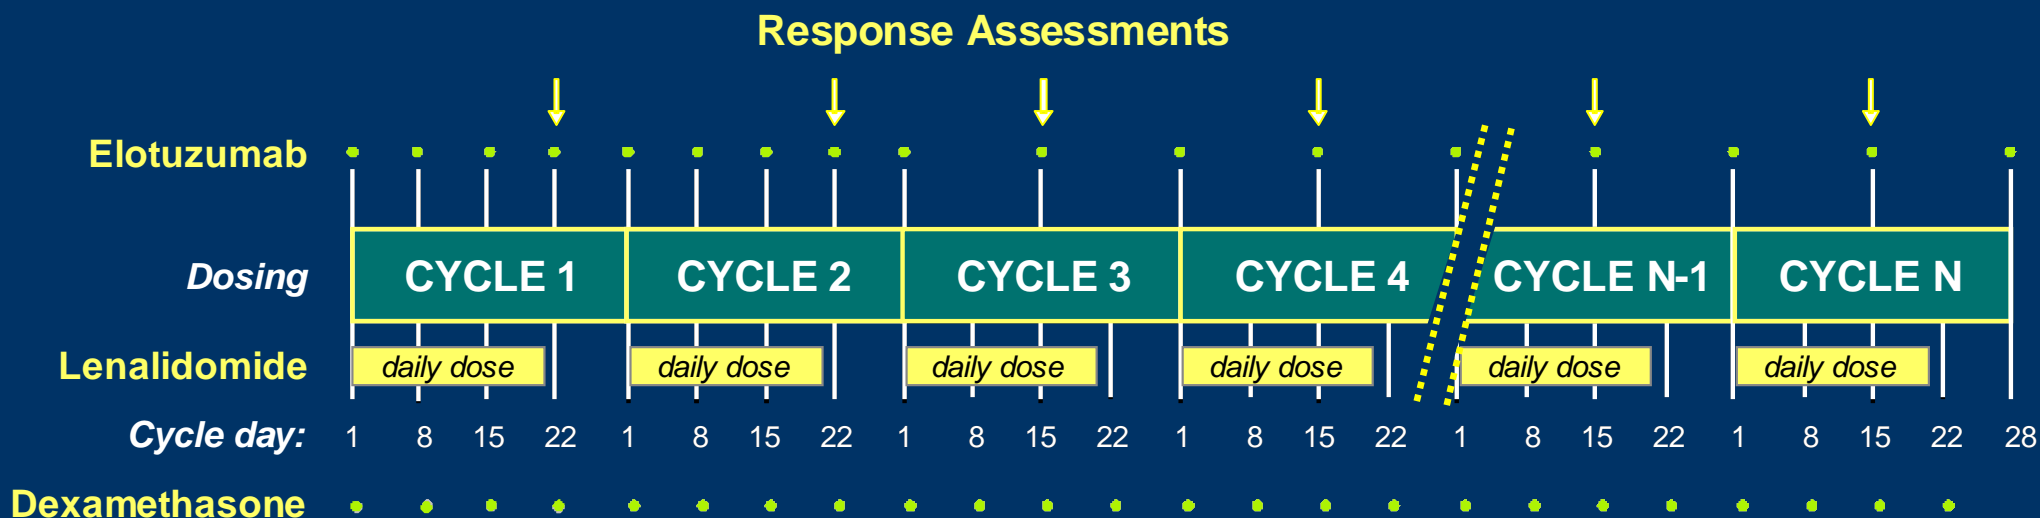 Response Assessments
Elotuzumab
Dosing CYCLE 1 CYCLE 2 CYCLE 3 CYCLE 4 CYCLE N-1 CYCLE N
Lenalidomide daily dose daily dose daily dose daily dose daily dose daily dose
Cycle day: 1 8 15 22 1 8 15 22 1 8 15 22 1 8 15 22 1 8 15 22 1 8 15 22 28
Dexamethasone